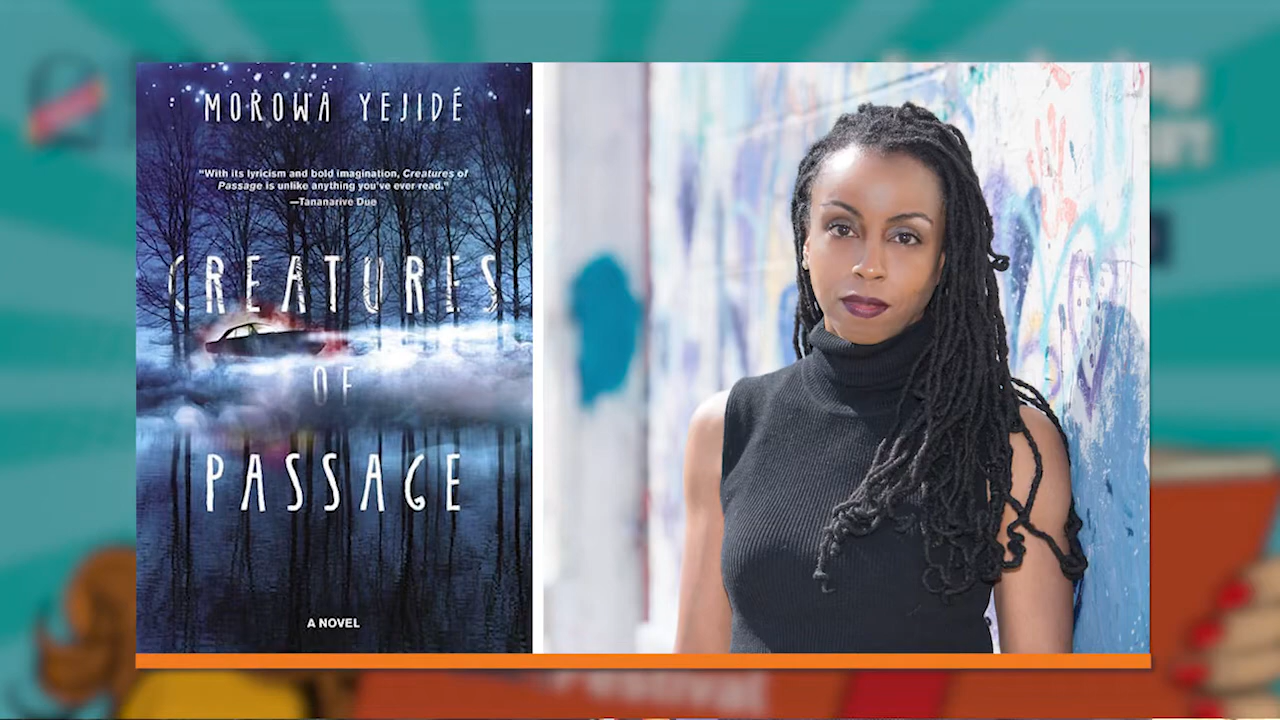 MOROWA YEJIDÉ
"With its lyricism and bold imagination, Creatures of
Passage is unlike anything you've ever read."
—Tananarive Due
CREATURES
OF
PASSAGE
A NOVEL
Festival